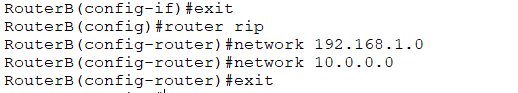 RouterB(config-if)#exit
RouterB(config)#router rip
RouterB(config-router)#network 192.168.1.0
RouterB(config-router)#network 10.0.0.0
RouterB(config-router)#exit